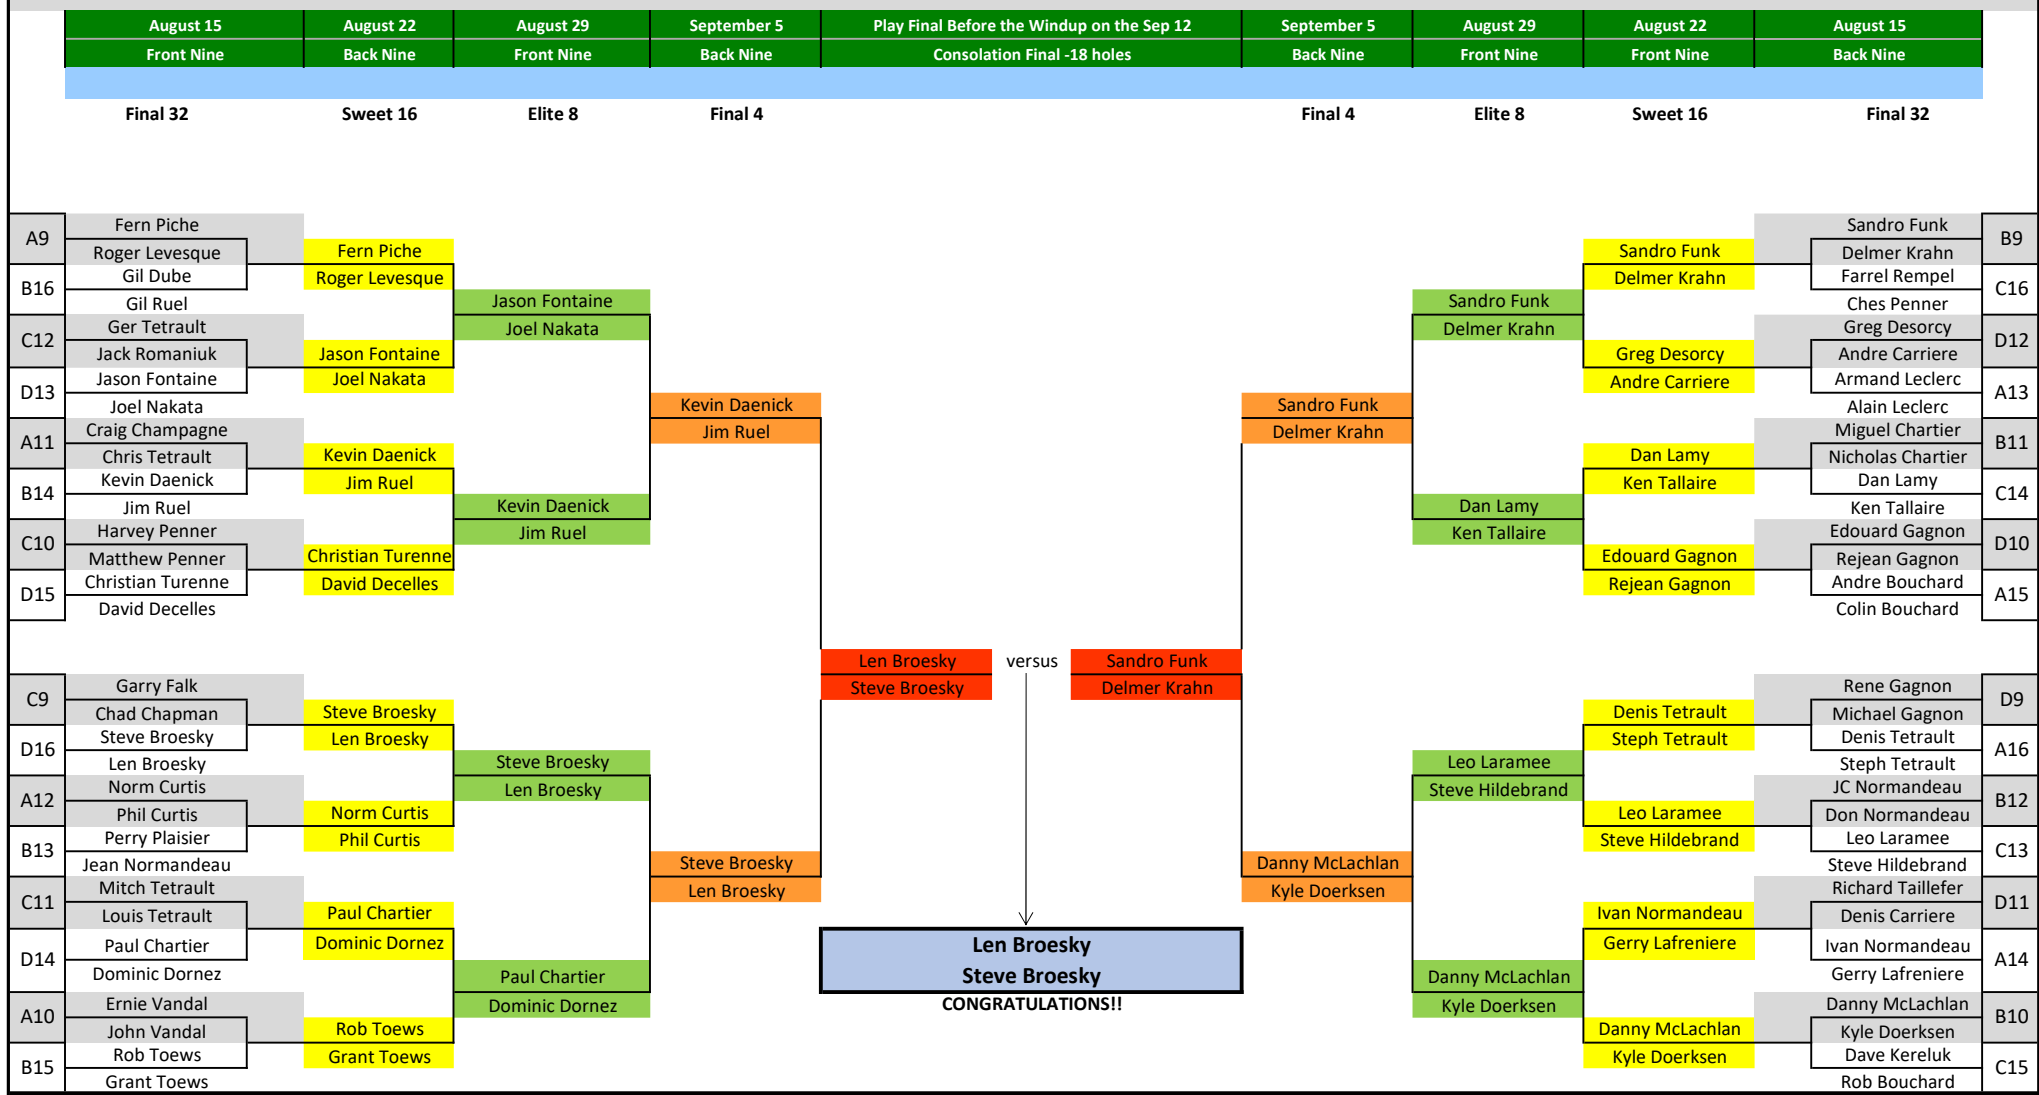 August 15 August 22 August 29 September 5 Play Final Before the Windup on the Sep 12 September 5 August 29 August 22 August 15
Front Nine Back Nine Front Nine Back Nine Consolation Final -18 holes Back Nine Front Nine Front Nine Back Nine
Final 32 Sweet 16 Elite 8 Final 4 Final 4 Elite 8 Sweet 16 Final 32
Fern Piche Sandro Funk
A9 B9
Roger Levesque Fern Piche Sandro Funk Delmer Krahn
Gil Dube Roger Levesque Delmer Krahn Farrel Rempel
B16 C16
Gil Ruel Jason Fontaine Sandro Funk Ches Penner
Ger Tetrault Joel Nakata Delmer Krahn Greg Desorcy
C12 D12
Jack Romaniuk Jason Fontaine Greg Desorcy Andre Carriere
Jason Fontaine Joel Nakata Andre Carriere Armand Leclerc
D13 A13
Joel Nakata Kevin Daenick Sandro Funk Alain Leclerc
Craig Champagne Jim Ruel Delmer Krahn Miguel Chartier
A11 B11
Chris Tetrault Kevin Daenick Dan Lamy Nicholas Chartier
Kevin Daenick Jim Ruel Ken Tallaire Dan Lamy
B14 C14
Jim Ruel Kevin Daenick Dan Lamy Ken Tallaire
Harvey Penner Jim Ruel Ken Tallaire Edouard Gagnon
C10 D10
Matthew Penner Christian Turenne Edouard Gagnon Rejean Gagnon
Christian Turenne David Decelles Rejean Gagnon Andre Bouchard
D15 A15
David Decelles Colin Bouchard
Len Broesky versus Sandro Funk
Steve Broesky Delmer Krahn
Garry Falk Rene Gagnon
C9 D9
Chad Chapman Steve Broesky Denis Tetrault Michael Gagnon
Steve Broesky Len Broesky Steph Tetrault Denis Tetrault
D16 A16
Len Broesky Steve Broesky Leo Laramee Steph Tetrault
Norm Curtis Len Broesky Steve Hildebrand JC Normandeau
A12 B12
Phil Curtis Norm Curtis Leo Laramee Don Normandeau
Perry Plaisier Phil Curtis Steve Hildebrand Leo Laramee
B13 C13
Jean Normandeau Steve Broesky Danny McLachlan Steve Hildebrand
Mitch Tetrault Len Broesky Kyle Doerksen Richard Taillefer
C11 D11
Louis Tetrault Paul Chartier Ivan Normandeau Denis Carriere
Paul Chartier Dominic Dornez Len Broesky Gerry Lafreniere Ivan Normandeau
D14 A14
Dominic Dornez Paul Chartier Steve Broesky Danny McLachlan Gerry Lafreniere
Ernie Vandal Dominic Dornez CONGRATULATIONS!! Kyle Doerksen Danny McLachlan
A10 B10
John Vandal Rob Toews Danny McLachlan Kyle Doerksen
Rob Toews Grant Toews Kyle Doerksen Dave Kereluk
B15 C15
Grant Toews Rob Bouchard